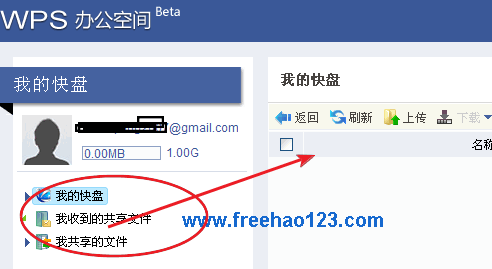 WPS 办公空间 Beta
我的快盘
@gmail.com
0.00MB 1.00G
我的快盘
我收到的共享文件
我共享的文件
我的快盘
返回 刷新 上传 下载
名称
www.freehao123.com